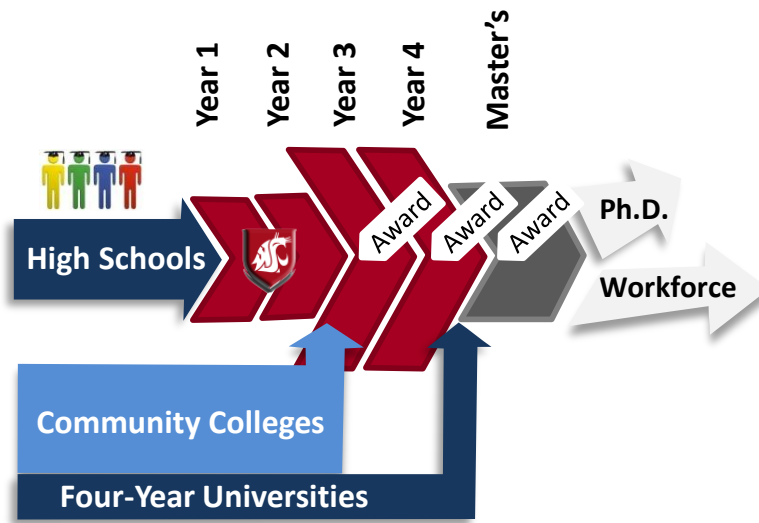 Year 1
Year 2
Year 3
Year 4
Master's
Award
Award
Award
Ph.D.
High Schools
Workforce
Community Colleges
Four-Year Universities